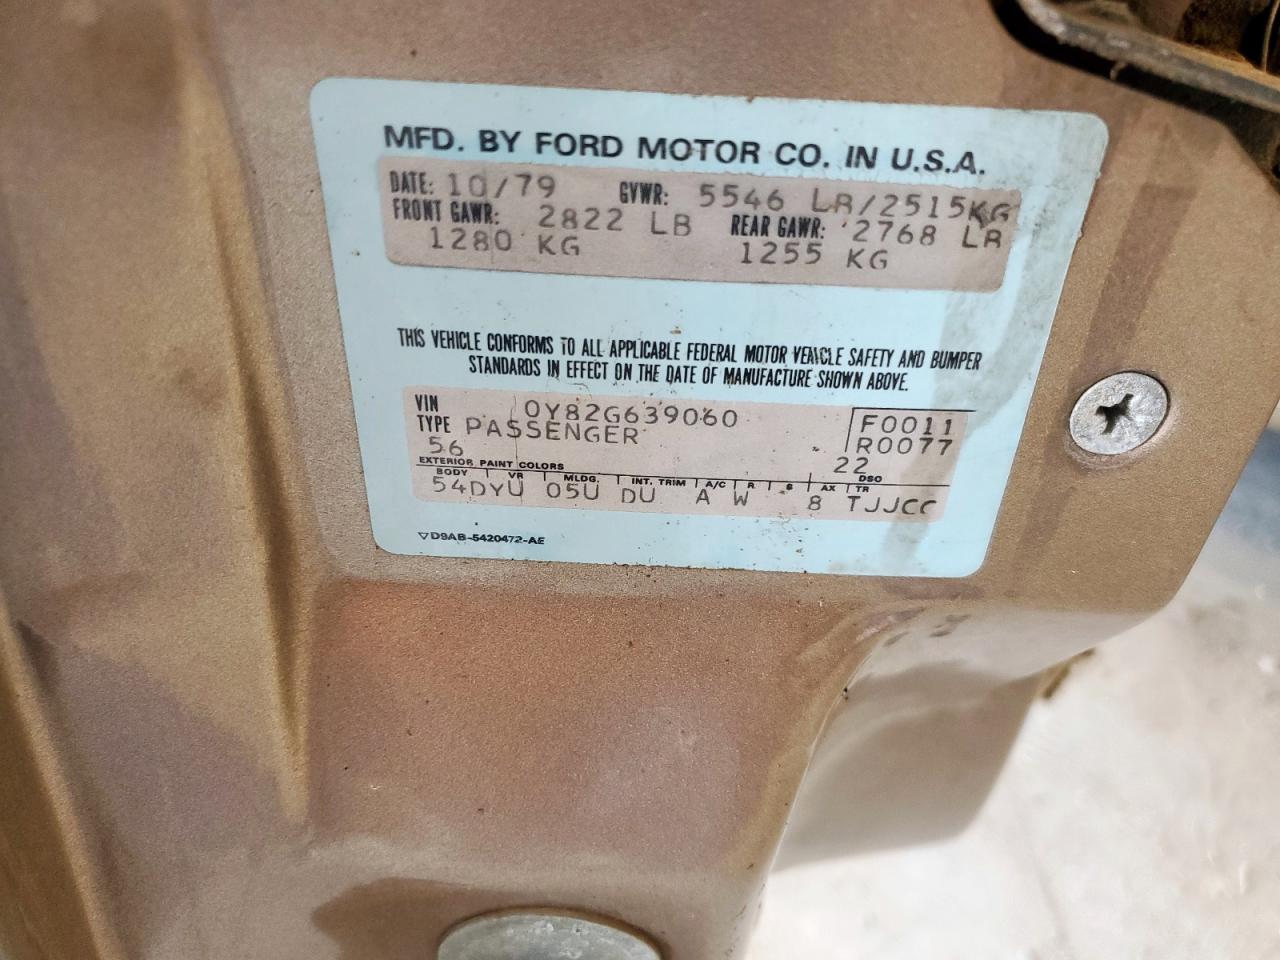 MFD. BY FORD MOTOR CO. IN U.S.A.
DATE: 10/79 GVWR: 5546 LB/2515KG
FRONT GAWR: 2822 LB REAR GAWR: 2768 LB
1280 KG 1255 KG
THIS VEHICLE CONFORMS TO ALL APPLICABLE FEDERAL MOTOR VEHICLE SAFETY AND BUMPER
STANDARDS IN EFFECT ON THE DATE OF MANUFACTURE SHOWN ABOVE.
VIN 0Y82G639060 F0011
TYPE PASSENGER R0077
56 22
EXTERIOR PAINT COLORS DSO
BODY VR MLDG. INT. TRIM A/C R S AX TR
54DYU 05U DU A W 8 TJJCC
▽D9AB-5420472-AE